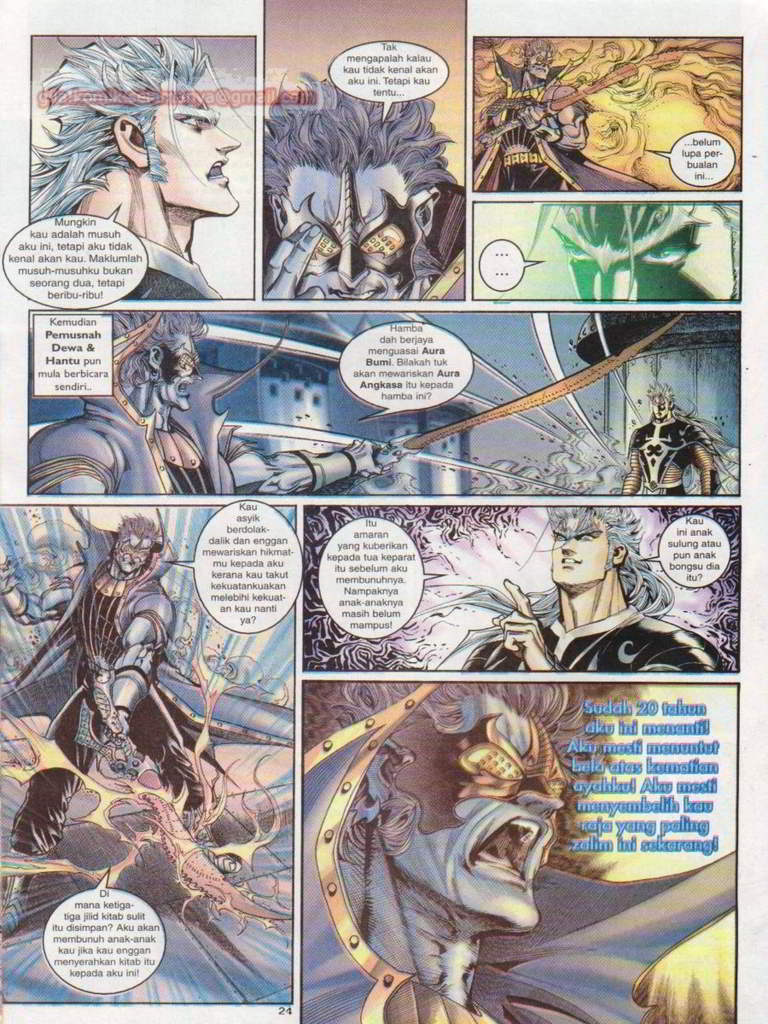 Mungkin
kau adalah musuh
aku ini, tetapi aku tidak
kenal akan kau. Maklumlah
musuh-musuhku bukan
seorang dua, tetapi
beribu-ribu!
Tak
mengapalah kalau
kau tidak kenal akan
aku ini. Tetapi kau
tentu...
...belum
lupa per-
bualan
ini...
...
...
Kemudian
Pemusnah
Dewa &
Hantu pun
mula berbicara
sendiri..
Hamba
dah berjaya
menguasai Aura
Bumi. Bilakah tuk
akan mewariskan Aura
Angkasa itu kepada
hamba ini?
Kau
asyik
berdolak-
dalik dan enggan
mewariskan hikmat-
mu kepada aku
kerana kau takut
kekuatankuakan
melebihi kekuat-
an kau nanti
ya?
Di
mana ketiga-
tiga jilid kitab sulit
itu disimpan? Aku akan
membunuh anak-anak
kau jika kau enggan
menyerahkan kitab itu
kepada aku ini!
Itu
amaran
yang kuberikan
kepada tua keparat
itu sebelum aku
membunuhnya.
Nampaknya
anak-anaknya
masih belum
mampus!
Kau
ini anak
sulung atau
pun anak
bongsu dia
itu?
Sudah 20 tahun
aku ini menanti!
Aku mesti menuntut
bela atas kematian
ayahku! Aku mesti
menyembelih kau
raja yang paling
zalim ini sekarang!
24